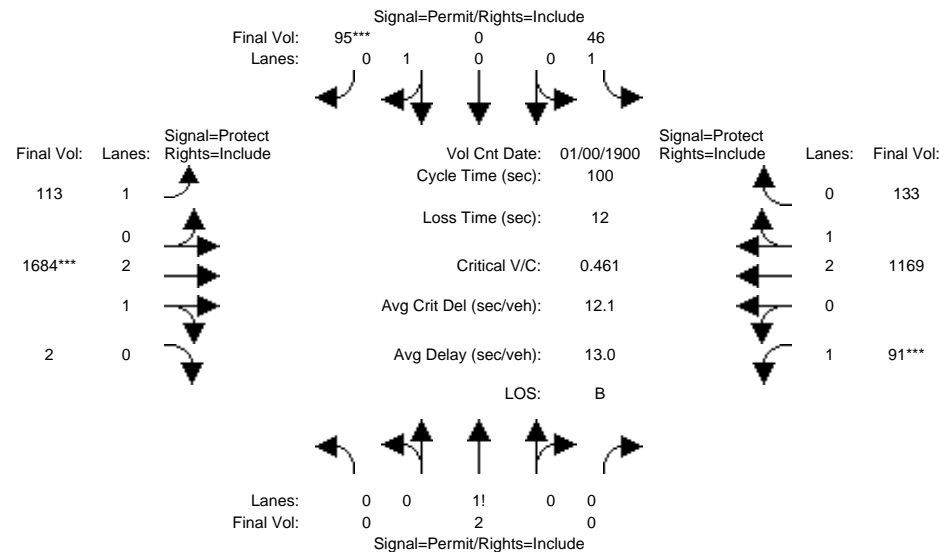 Signal=Permit/Rights=Include
Final Vol: 95*** 0 46
Lanes: 0 1 0 0 1
Signal=Protect Signal=Protect
Final Vol: Lanes: Rights=Include Vol Cnt Date: 01/00/1900 Rights=Include Lanes: Final Vol:
Cycle Time (sec): 100
113 1 0 133
Loss Time (sec): 12
0 1
1684*** 2 Critical V/C: 0.461 2 1169
1 Avg Crit Del (sec/veh): 12.1 0
2 0 Avg Delay (sec/veh): 13.0 1 91***
LOS: B
Lanes: 0 0 1! 0 0
Final Vol: 0 2 0
Signal=Permit/Rights=Include